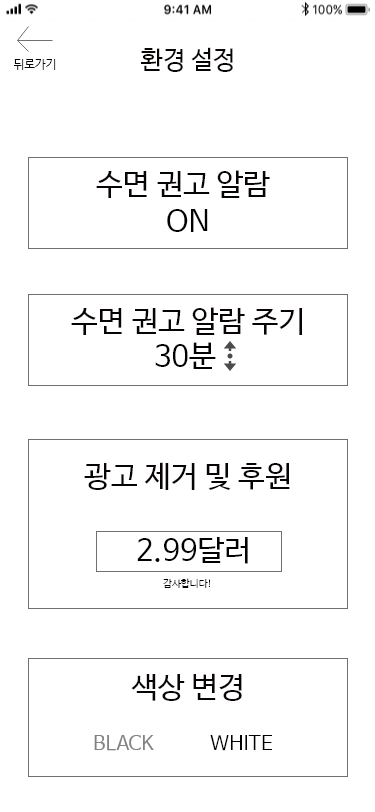 9:41 AM
100%
뒤로가기
환경 설정
수면 권고 알람
ON
수면 권고 알람 주기
30분
광고 제거 및 후원
2.99달러
감사합니다!
색상 변경
BLACK WHITE